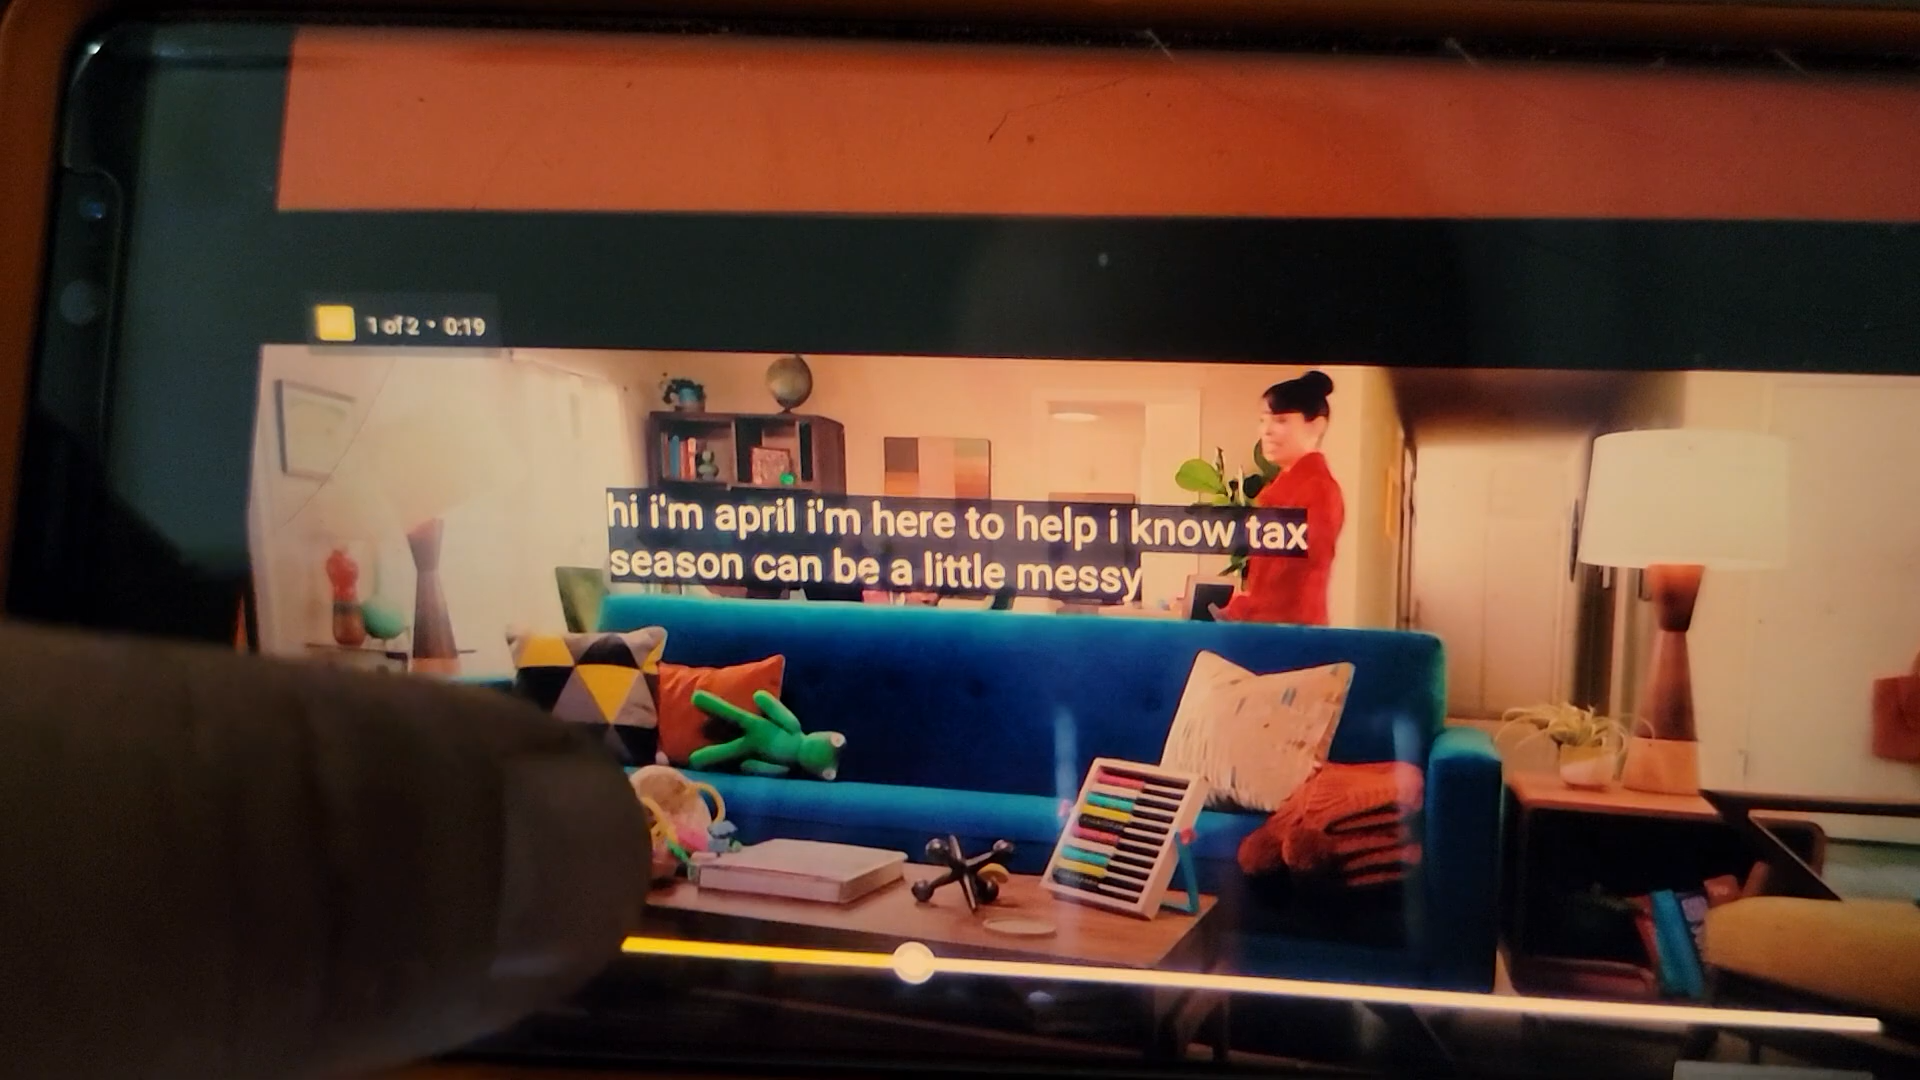 1 of 2 • 0:19
hi i'm april i'm here to help i know tax
season can be a little messy